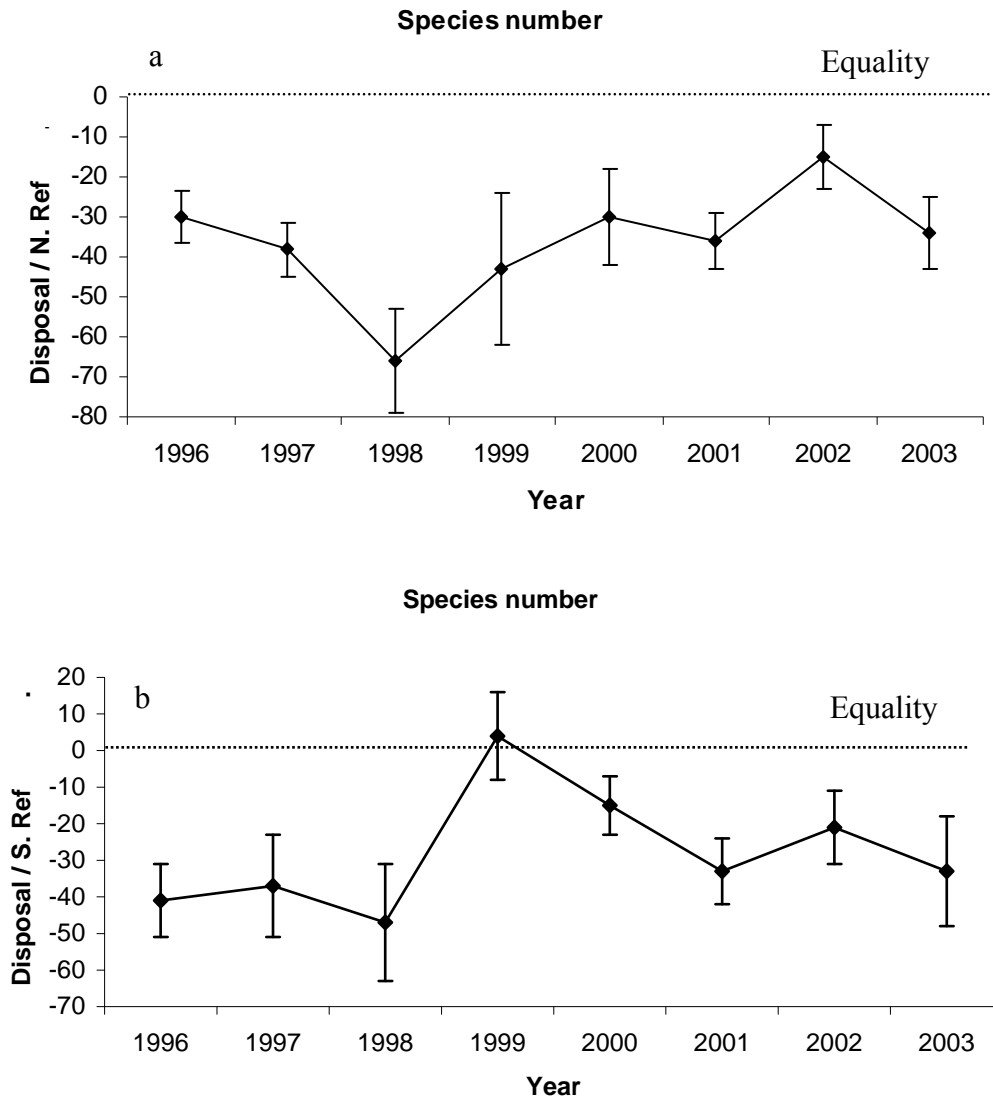 Species number
a
Equality
0
-10
-20
-30
-40
-50
-60
-70
-80
Disposal / N. Ref
1996 1997 1998 1999 2000 2001 2002 2003
Year
Species number
b
Equality
20
10
0
-10
-20
-30
-40
-50
-60
-70
Disposal / S. Ref
1996 1997 1998 1999 2000 2001 2002 2003
Year